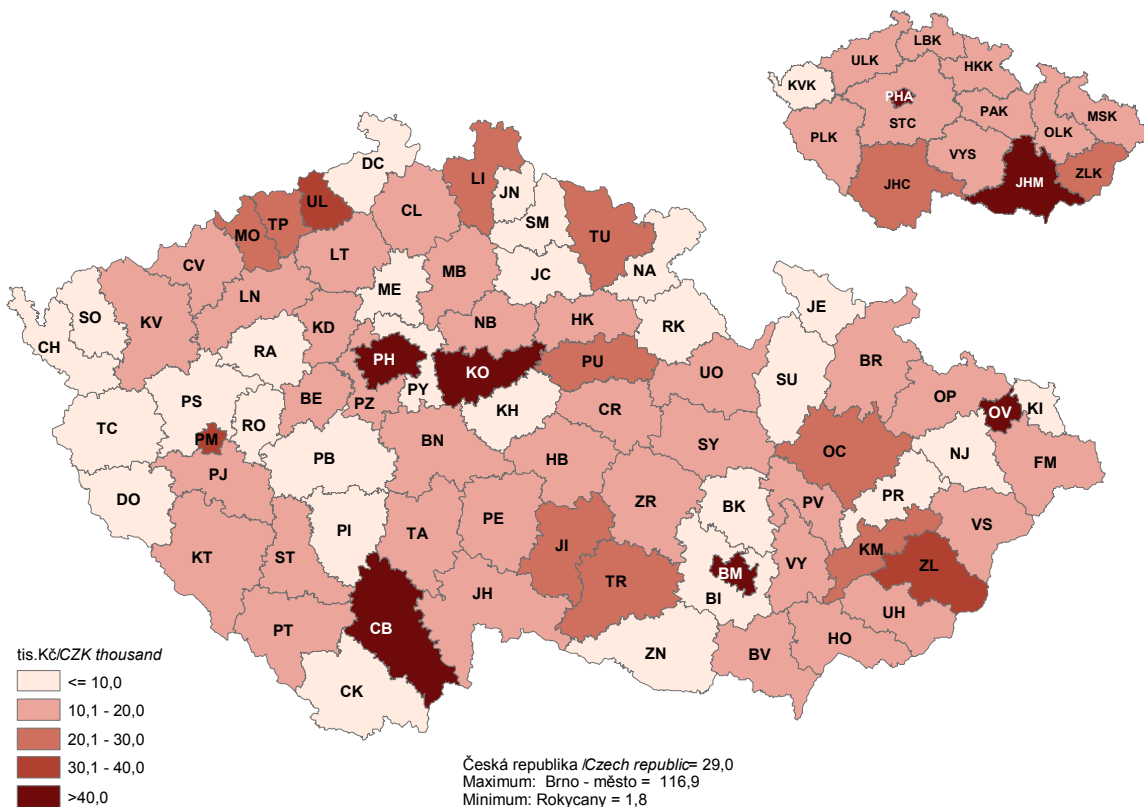 LBK
ULK
HKK
KVK
PHA
PAK
MSK
STC
OLK
PLK
VYS
ZLK
JHC
JHM
DC
LI
JN
UL
CL
SM
TP
TU
MO
LT
CV
MB
JC
NA
ME
LN
SO
KV
KD
NB
HK
RK
JE
CH
RA
PH
KO
PU
BR
UO
SU
PY
PS
BE
PZ
KH
OP
CR
OV
KI
TC
RO
PM
BN
SY
OC
NJ
FM
PB
HB
PJ
DO
PR
BK
ZR
PV
PE
VS
PI
TA
KT
ST
JI
KM
ZL
BM
VY
TR
BI
JH
UH
PT
CB
HO
ZN
BV
CK
tis.Kč/CZK thousand
<= 10,0
10,1 - 20,0
20,1 - 30,0
30,1 - 40,0
>40,0
Česká republika /Czech republic= 29,0
Maximum: Brno - město = 116,9
Minimum: Rokycany = 1,8